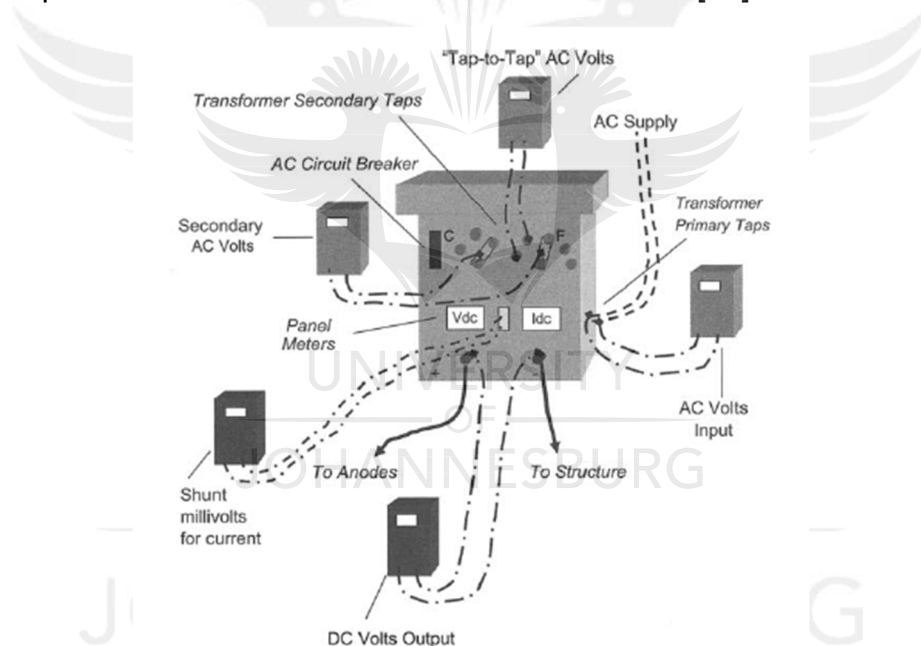 "Tap-to-Tap" AC Volts
Transformer Secondary Taps
AC Supply
AC Circuit Breaker
Transformer
Primary Taps
Secondary
AC Volts
C
F
Panel
Meters
Vdc
Idc
UNIVERSITY
OF
JOHANNESBURG
AC Volts
Input
To Anodes
To Structure
Shunt
millivolts
for current
DC Volts Output